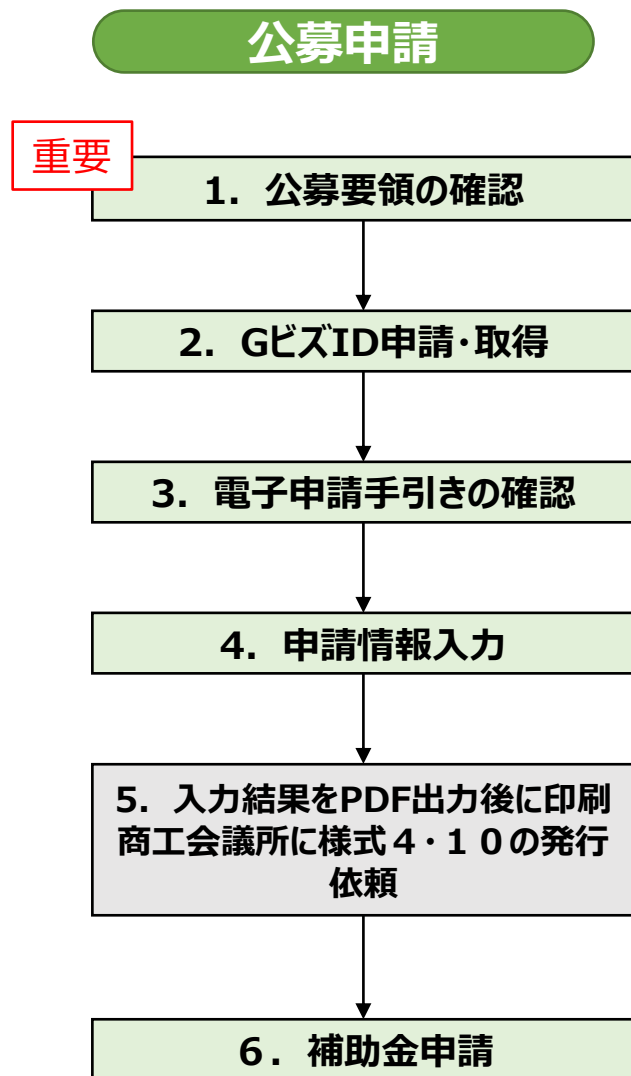 公募申請
重要
1. 公募要領の確認
2. GビズID申請・取得
3. 電子申請手引きの確認
4. 申請情報入力
5. 入力結果をPDF出力後に印刷
商工会議所に様式４・１０の発行
依頼
６. 補助金申請